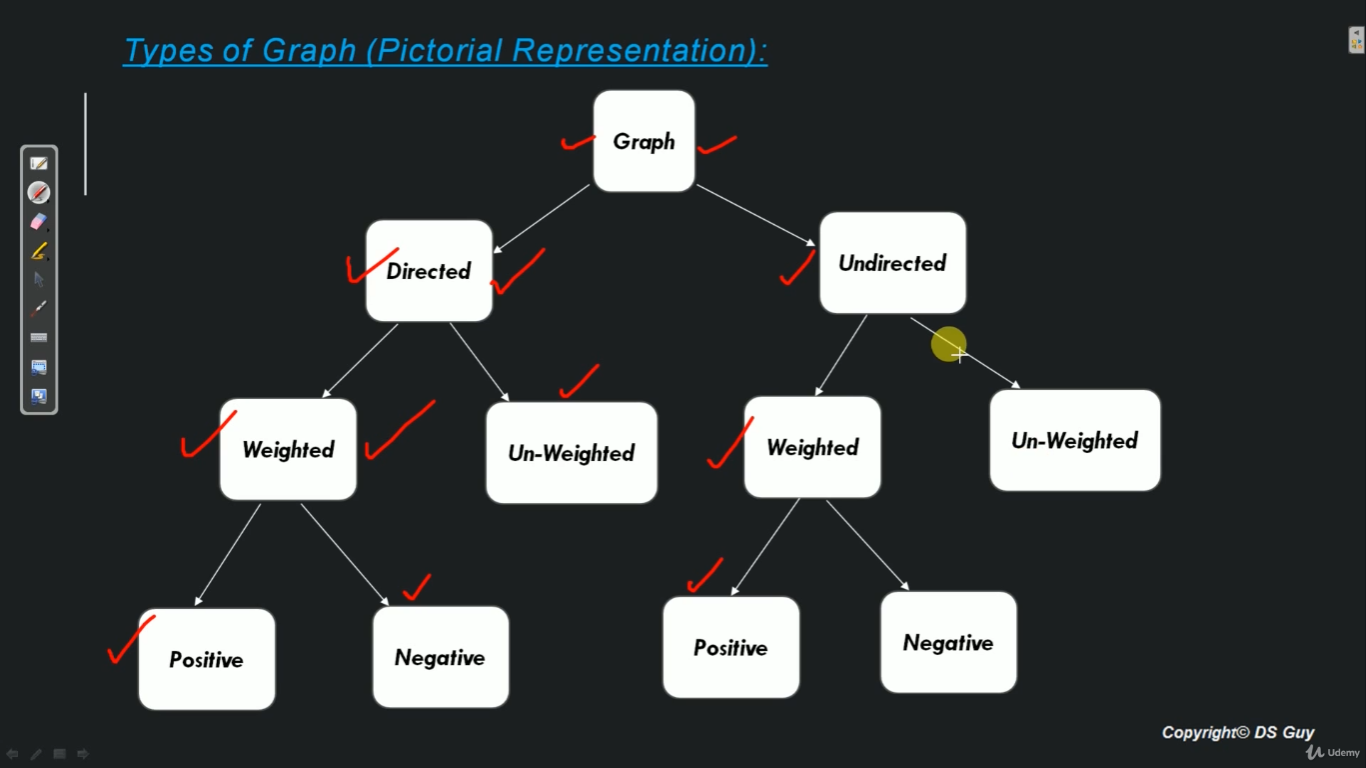 Types of Graph (Pictorial Representation):
Graph
Directed
Undirected
Weighted
Un-Weighted
Weighted
Un-Weighted
Positive
Negative
Positive
Negative
Copyright© DS Guy
Udemy